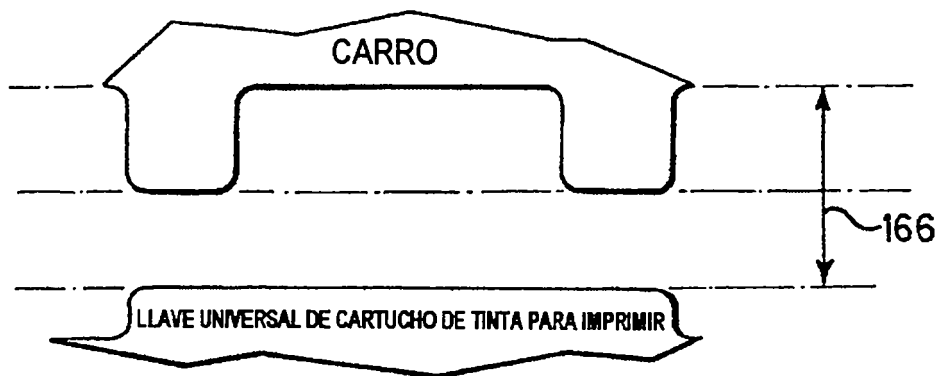 CARRO
166
LLAVE UNIVERSAL DE CARTUCHO DE TINTA PARA IMPRIMIR